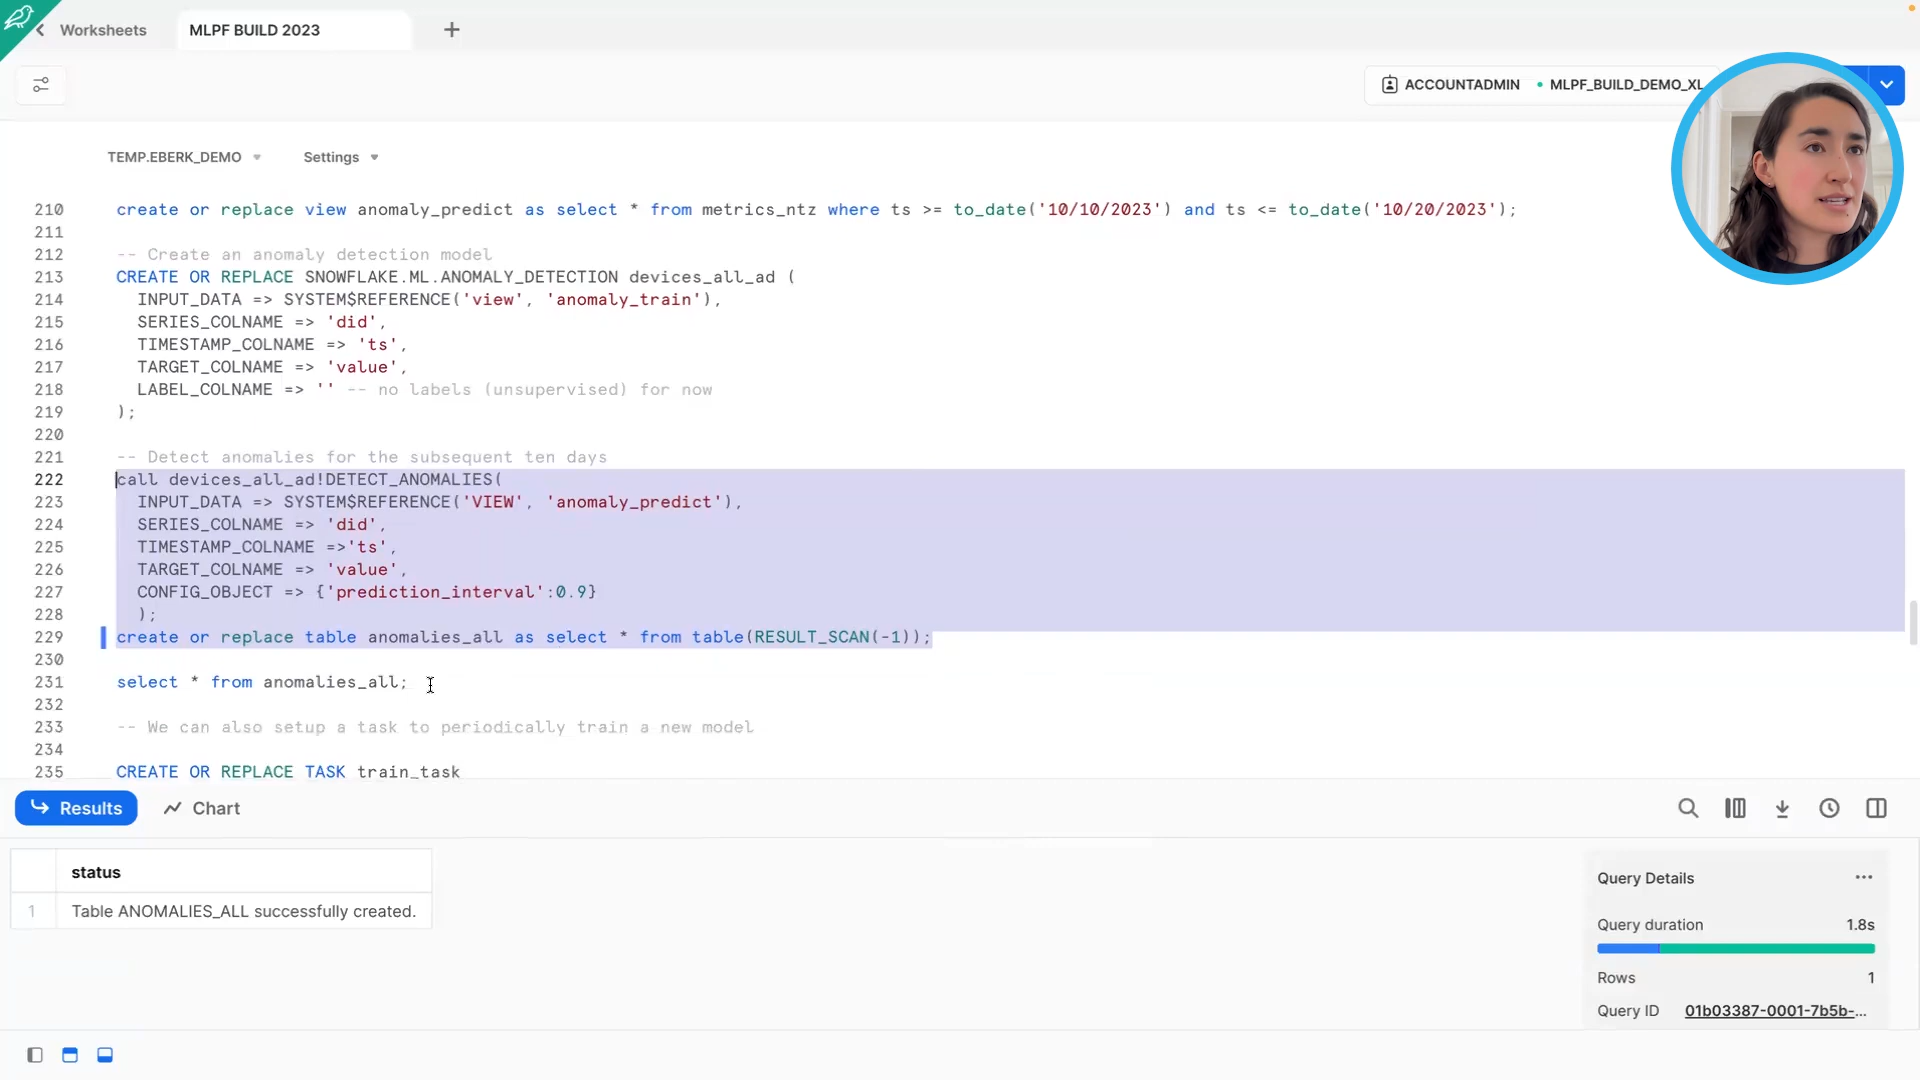 Worksheets
MLPF BUILD 2023
ACCOUNTADMIN
MLPF_BUILD_DEMO_XL
TEMP.EBERK_DEMO
Settings
210 create or replace view anomaly_predict as select * from metrics_ntz where ts >= to_date('10/10/2023') and ts <= to_date('10/20/2023');
211
212 -- Create an anomaly detection model
213 CREATE OR REPLACE SNOWFLAKE.ML.ANOMALY_DETECTION devices_all_ad (
214 INPUT_DATA => SYSTEM$REFERENCE('view', 'anomaly_train'),
215 SERIES_COLNAME => 'did',
216 TIMESTAMP_COLNAME => 'ts',
217 TARGET_COLNAME => 'value',
218 LABEL_COLNAME => '' -- no labels (unsupervised) for now
219 );
220
221 -- Detect anomalies for the subsequent ten days
222 call devices_all_ad!DETECT_ANOMALIES(
223 INPUT_DATA => SYSTEM$REFERENCE('VIEW', 'anomaly_predict'),
224 SERIES_COLNAME => 'did',
225 TIMESTAMP_COLNAME =>'ts',
226 TARGET_COLNAME => 'value',
227 CONFIG_OBJECT => {'prediction_interval':0.9}
228 );
229 create or replace table anomalies_all as select * from table(RESULT_SCAN(-1));
230
231 select * from anomalies_all;
232
233 -- We can also setup a task to periodically train a new model
234
235 CREATE OR REPLACE TASK train_task
Results
Chart
status
1 Table ANOMALIES_ALL successfully created.
Query Details
Query duration 1.8s
Rows 1
Query ID 01b03387-0001-7b5b-...